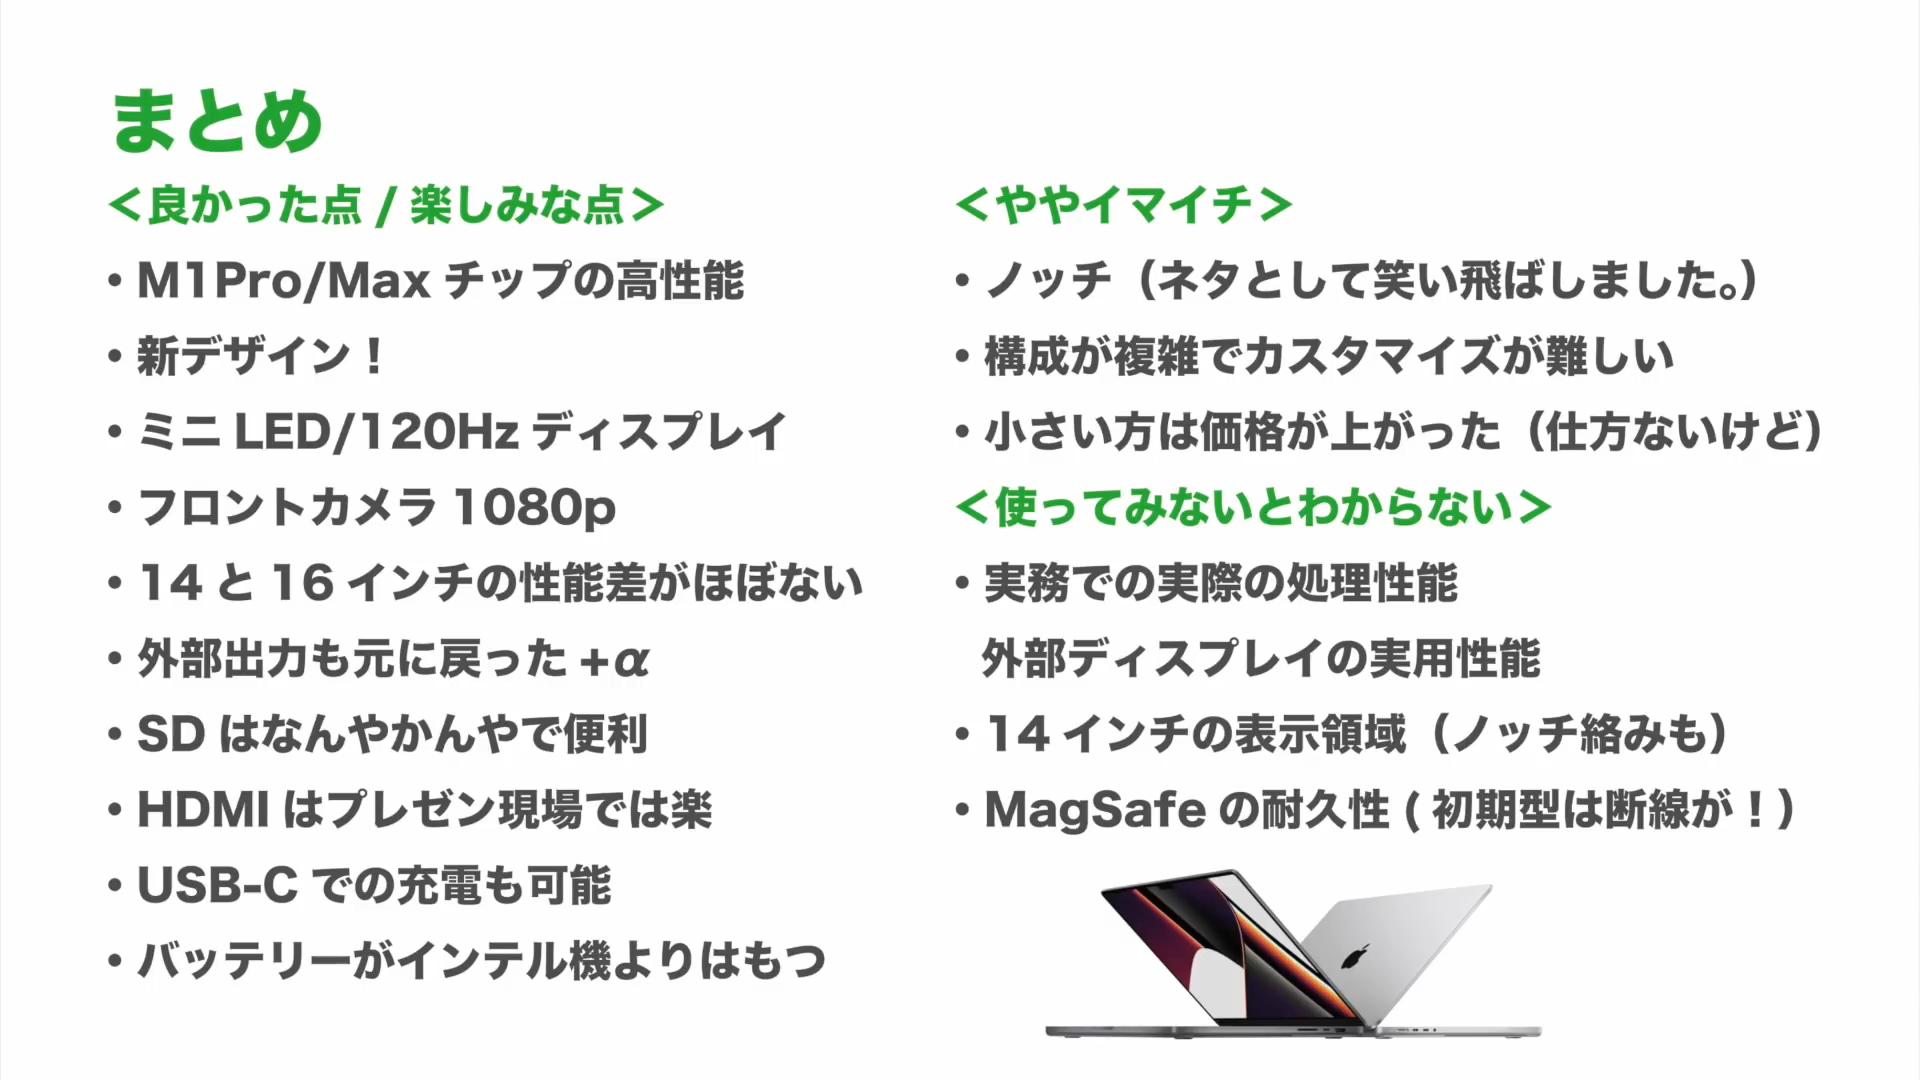 まとめ
＜良かった点 / 楽しみな点＞
・M1Pro/Max チップの高性能
・新デザイン！
・ミニ LED/120Hz ディスプレイ
・フロントカメラ 1080p
・14 と 16 インチの性能差がほぼない
・外部出力も元に戻った +α
・SD はなんやかんやで便利
・HDMI はプレゼン現場では楽
・USB-C での充電も可能
・バッテリーがインテル機よりはもつ
＜ややイマイチ＞
・ノッチ（ネタとして笑い飛ばしました。）
・構成が複雑でカスタマイズが難しい
・小さい方は価格が上がった（仕方ないけど）
＜使ってみないとわからない＞
・実務での実際の処理性能
外部ディスプレイの実用性能
・14 インチの表示領域（ノッチ絡みも）
・MagSafe の耐久性 ( 初期型は断線が！）